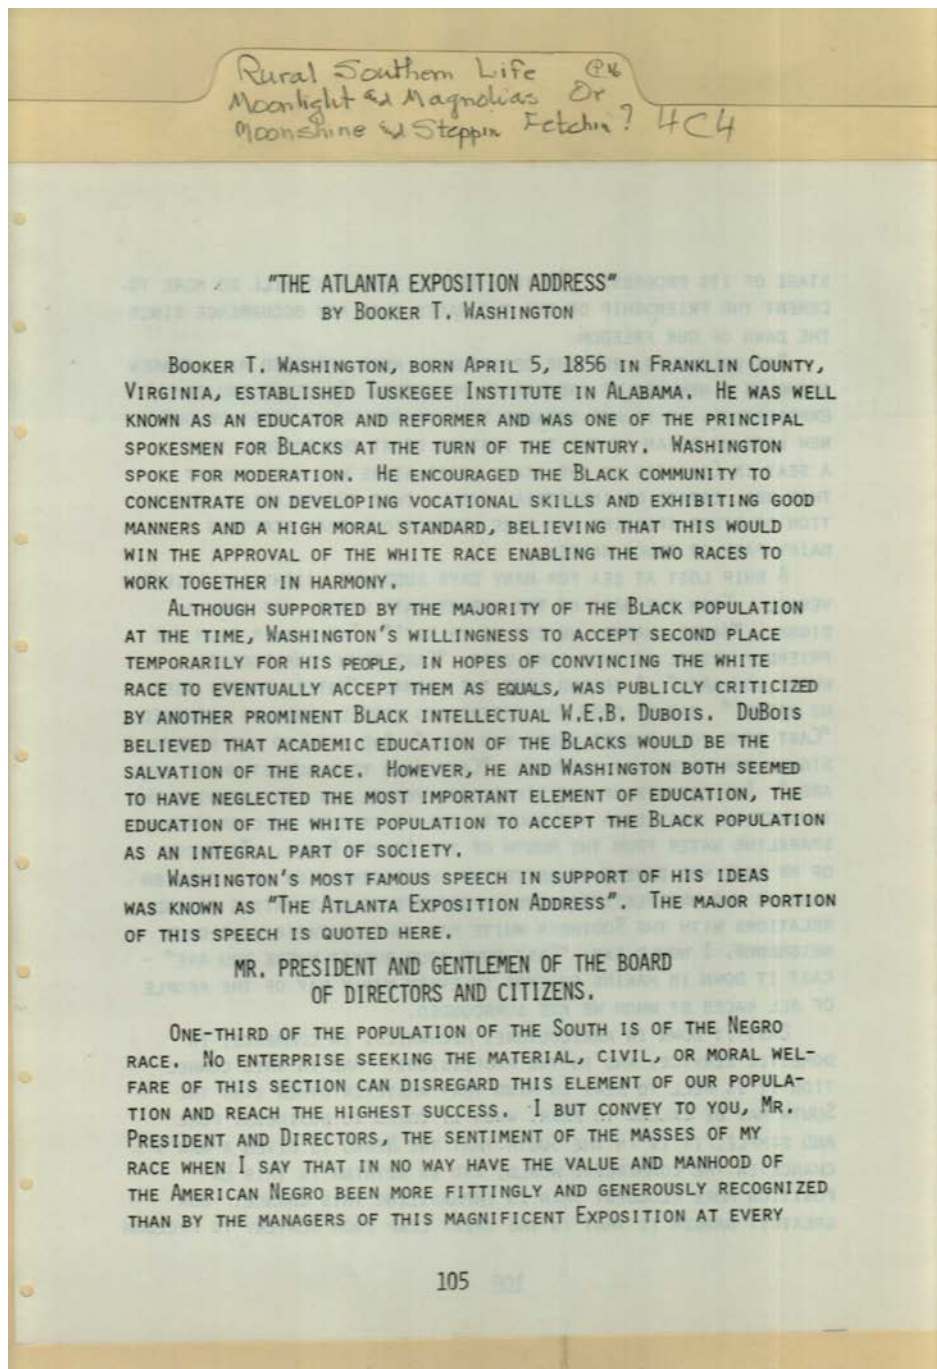 Rural Southern Life
Moonlight & Magnolias Or
Moonshine & Steppin Fetchin? 4C4
"THE ATLANTA EXPOSITION ADDRESS"
BY BOOKER T. WASHINGTON
BOOKER T. WASHINGTON, BORN APRIL 5, 1856 IN FRANKLIN COUNTY,
VIRGINIA, ESTABLISHED TUSKEGEE INSTITUTE IN ALABAMA. HE WAS WELL
KNOWN AS AN EDUCATOR AND REFORMER AND WAS ONE OF THE PRINCIPAL
SPOKESMEN FOR BLACKS AT THE TURN OF THE CENTURY. WASHINGTON
SPOKE FOR MODERATION. HE ENCOURAGED THE BLACK COMMUNITY TO
CONCENTRATE ON DEVELOPING VOCATIONAL SKILLS AND EXHIBITING GOOD
MANNERS AND A HIGH MORAL STANDARD, BELIEVING THAT THIS WOULD
WIN THE APPROVAL OF THE WHITE RACE ENABLING THE TWO RACES TO
WORK TOGETHER IN HARMONY.
ALTHOUGH SUPPORTED BY THE MAJORITY OF THE BLACK POPULATION
AT THE TIME, WASHINGTON'S WILLINGNESS TO ACCEPT SECOND PLACE
TEMPORARILY FOR HIS PEOPLE, IN HOPES OF CONVINCING THE WHITE
RACE TO EVENTUALLY ACCEPT THEM AS EQUALS, WAS PUBLICLY CRITICIZED
BY ANOTHER PROMINENT BLACK INTELLECTUAL W.E.B. DUBOIS. DUBOIS
BELIEVED THAT ACADEMIC EDUCATION OF THE BLACKS WOULD BE THE
SALVATION OF THE RACE. HOWEVER, HE AND WASHINGTON BOTH SEEMED
TO HAVE NEGLECTED THE MOST IMPORTANT ELEMENT OF EDUCATION, THE
EDUCATION OF THE WHITE POPULATION TO ACCEPT THE BLACK POPULATION
AS AN INTEGRAL PART OF SOCIETY.
WASHINGTON'S MOST FAMOUS SPEECH IN SUPPORT OF HIS IDEAS
WAS KNOWN AS "THE ATLANTA EXPOSITION ADDRESS". THE MAJOR PORTION
OF THIS SPEECH IS QUOTED HERE.
MR. PRESIDENT AND GENTLEMEN OF THE BOARD
OF DIRECTORS AND CITIZENS.
ONE-THIRD OF THE POPULATION OF THE SOUTH IS OF THE NEGRO
RACE. NO ENTERPRISE SEEKING THE MATERIAL, CIVIL, OR MORAL WEL-
FARE OF THIS SECTION CAN DISREGARD THIS ELEMENT OF OUR POPULA-
TION AND REACH THE HIGHEST SUCCESS. I BUT CONVEY TO YOU, MR.
PRESIDENT AND DIRECTORS, THE SENTIMENT OF THE MASSES OF MY
RACE WHEN I SAY THAT IN NO WAY HAVE THE VALUE AND MANHOOD OF
THE AMERICAN NEGRO BEEN MORE FITTINGLY AND GENEROUSLY RECOGNIZED
THAN BY THE MANAGERS OF THIS MAGNIFICENT EXPOSITION AT EVERY
105